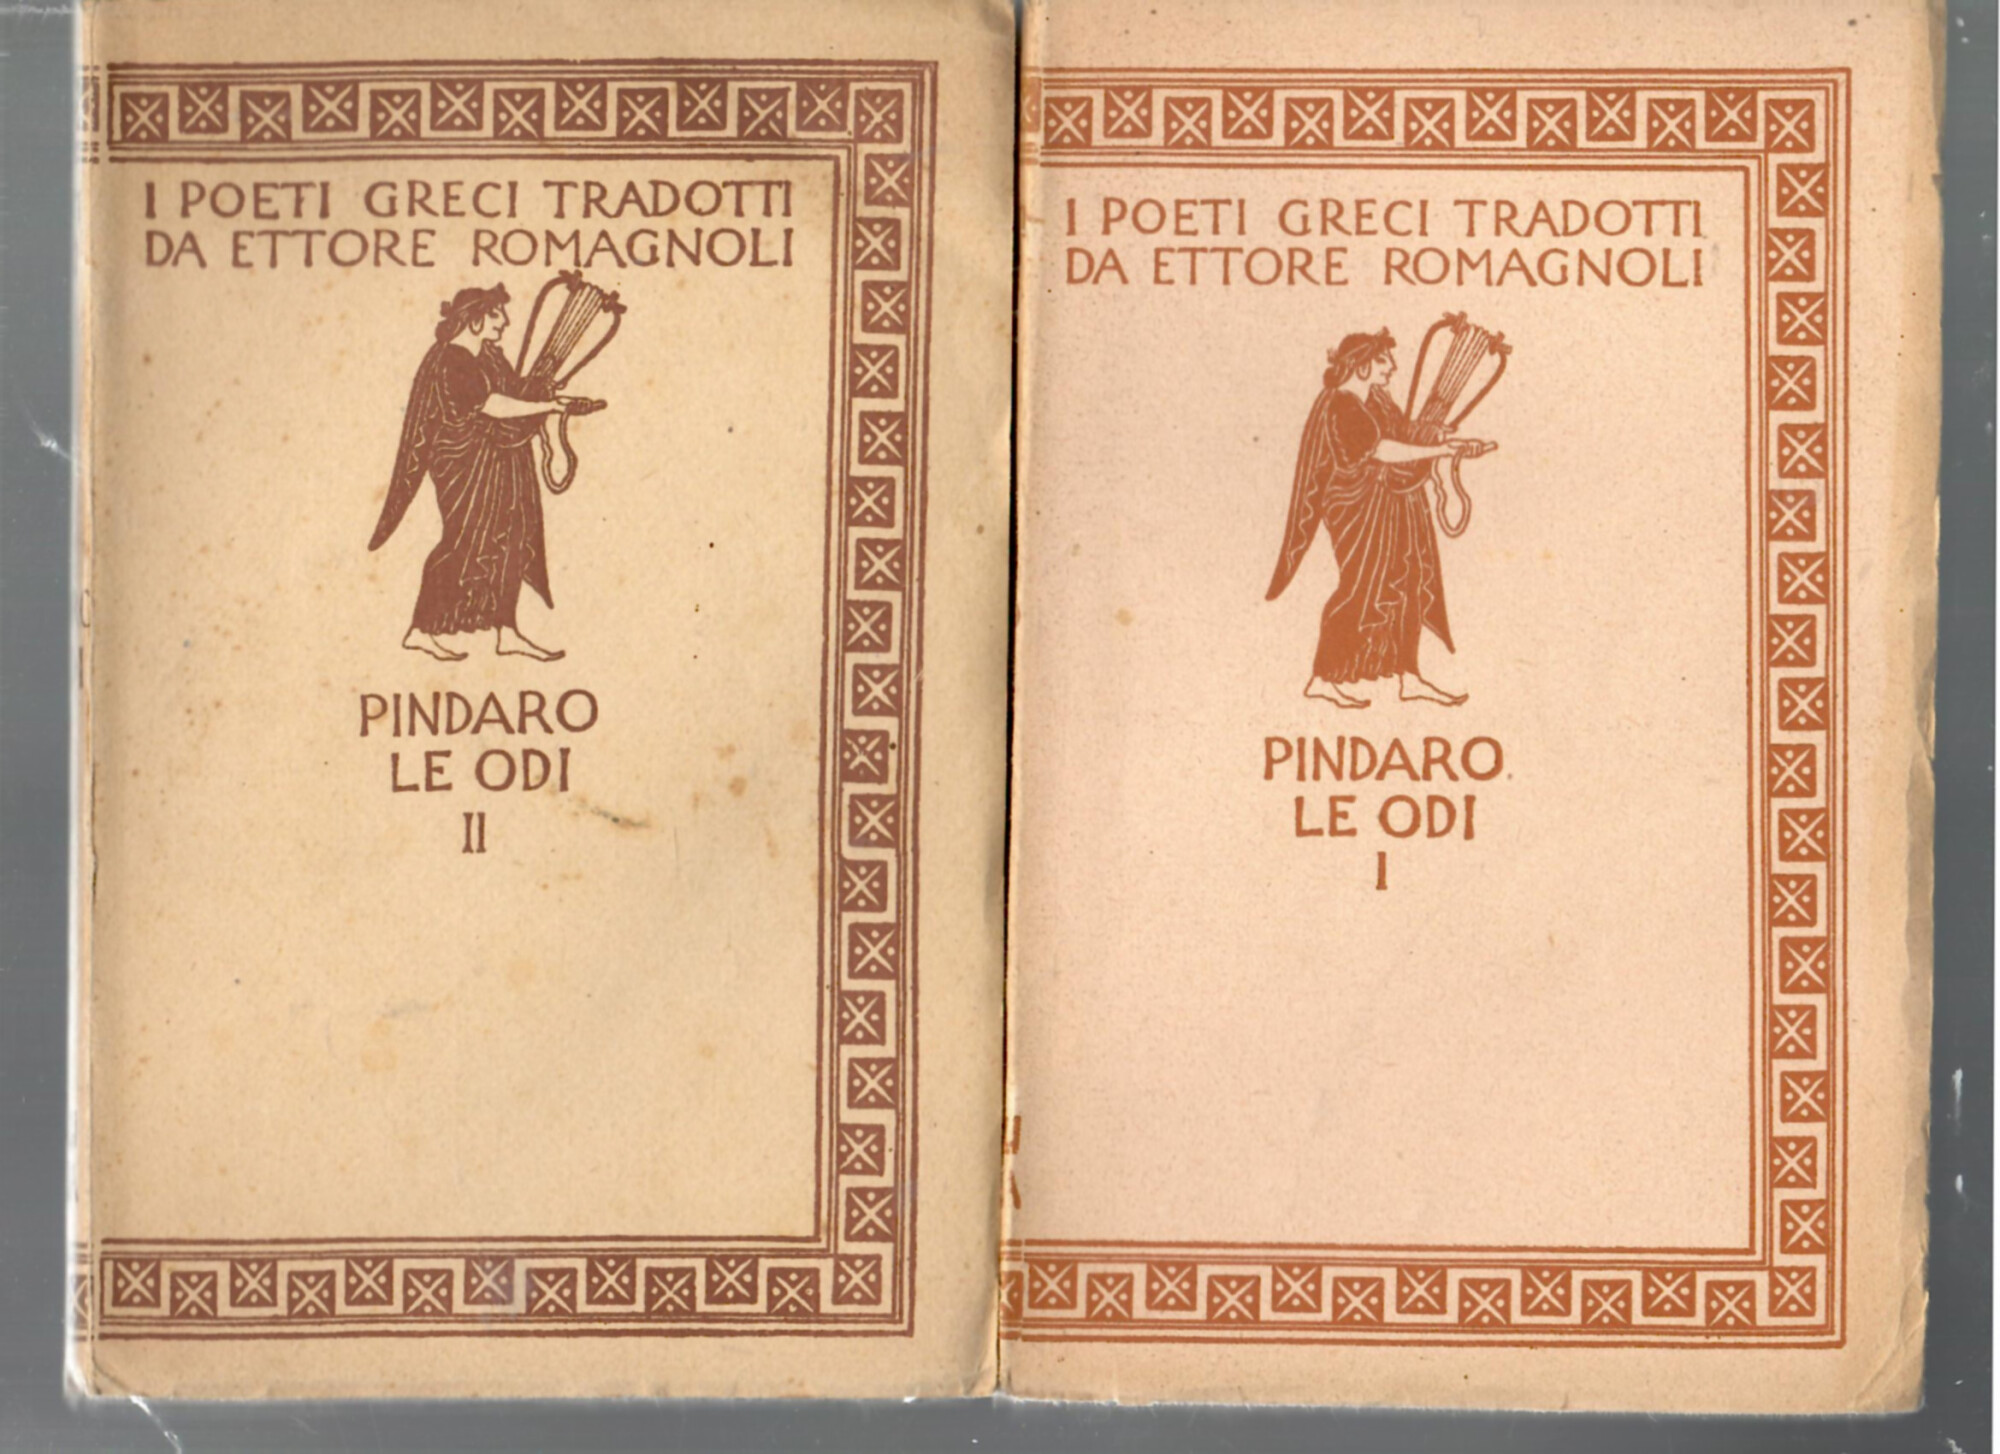 I POETI GRECI TRADOTTI
DA ETTORE ROMAGNOLI
PINDARO
LE ODI
II
I POETI GRECI TRADOTTI
DA ETTORE ROMAGNOLI
PINDARO
LE ODI
I